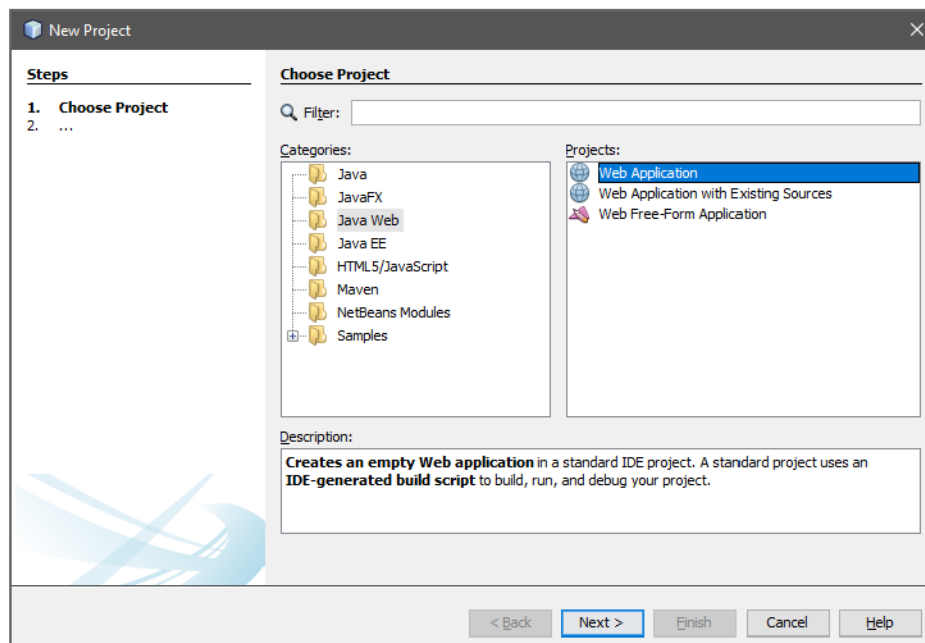 New Project
Steps
1. Choose Project
2. ...
Choose Project
Filter:
Categories:
Java
JavaFX
Java Web
Java EE
HTML5/JavaScript
Maven
NetBeans Modules
Samples
Projects:
Web Application
Web Application with Existing Sources
Web Free-Form Application
Description:
Creates an empty Web application in a standard IDE project. A standard project uses an
IDE-generated build script to build, run, and debug your project.
< Back Next > Finish Cancel Help